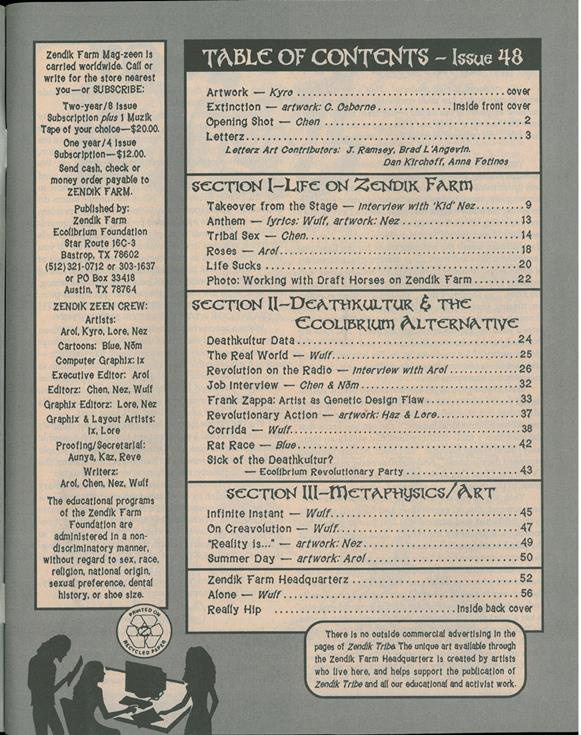 Zendik Farm Mag-zeen is
carried worldwide. Call or
write for the store nearest
you—or SUBSCRIBE:
Two-year/8 Issue
Subscription plus 1 Muzik
Tape of your choice—$20.00.
One year/4 Issue
Subscription—$12.00.
Send cash, check or
money order payable to
ZENDIK FARM.
Published by:
Zendik Farm
Ecolibrium Foundation
Star Route 16C-3
Bastrop, TX 78602
(512)321-0712 or 303-1637
or PO Box 33418
Austin, TX 78764
ZENDIK ZEEN CREW:
Artists:
Arol, Kyro, Lore, Nez
Cartoons: Blue, Nõm
Computer Graphix: Ix
Executive Editor: Arol
Editorz: Chen, Nez, Wulf
Graphix Editorz: Lore, Nez
Graphix & Layout Artists:
Ix, Lore
Proofing/Secretarial:
Aunya, Kaz, Reve
Writerz:
Arol, Chen, Nez, Wulf
The educational programs
of the Zendik Farm
Foundation are
administered in a non-
discriminatory manner,
without regard to sex, race,
religion, national origin,
sexual preference, dental
history, or shoe size.
PRINTED ON
RECYCLED PAPER
TABLE OF CONTENTS – Issue 48
Artwork — Kyro ........ cover
Extinction — artwork: C. Osborne ........ inside front cover
Opening Shot — Chen ........ 2
Letterz ........ 3
Letterz Art Contributors: J. Ramsey, Brad L'Angevin.
Dan Kirchoff, Anna Fotinos
SECTION I–LIFE ON ZENDIK FARM
Takeover from the Stage — Interview with 'Kid' Nez ........ 9
Anthem — lyrics: Wulf, artwork: Nez ........ 13
Tribal Sex — Chen ........ 14
Roses — Arol ........ 18
Life Sucks ........ 20
Photo: Working with Draft Horses on Zendik Farm ........ 22
SECTION II–DEATHKULTUR & THE
ECOLIBRIUM ALTERNATIVE
Deathkultur Data ........ 24
The Real World — Wulf ........ 25
Revolution on the Radio — Interview with Arol ........ 26
Job Interview — Chen & Nõm ........ 32
Frank Zappa: Artist as Genetic Design Flaw ........ 33
Revolutionary Action — artwork: Haz & Lore ........ 37
Corrida — Wulf ........ 38
Rat Race — Blue ........ 42
Sick of the Deathkultur?
— Ecolibrium Revolutionary Party ........ 43
SECTION III–METAPHYSICS/ART
Infinite Instant — Wulf ........ 45
On Creavolution — Wulf ........ 47
"Reality is..." — artwork: Nez ........ 49
Summer Day — artwork: Arol ........ 50
Zendik Farm Headquarterz ........ 52
Alone — Wulf ........ 56
Really Hip ........ inside back cover
There is no outside commercial advertising in the
pages of Zendik Tribe. The unique art available through
the Zendik Farm Headquarterz is created by artists
who live here, and helps support the publication of
Zendik Tribe and all our educational and activist work.